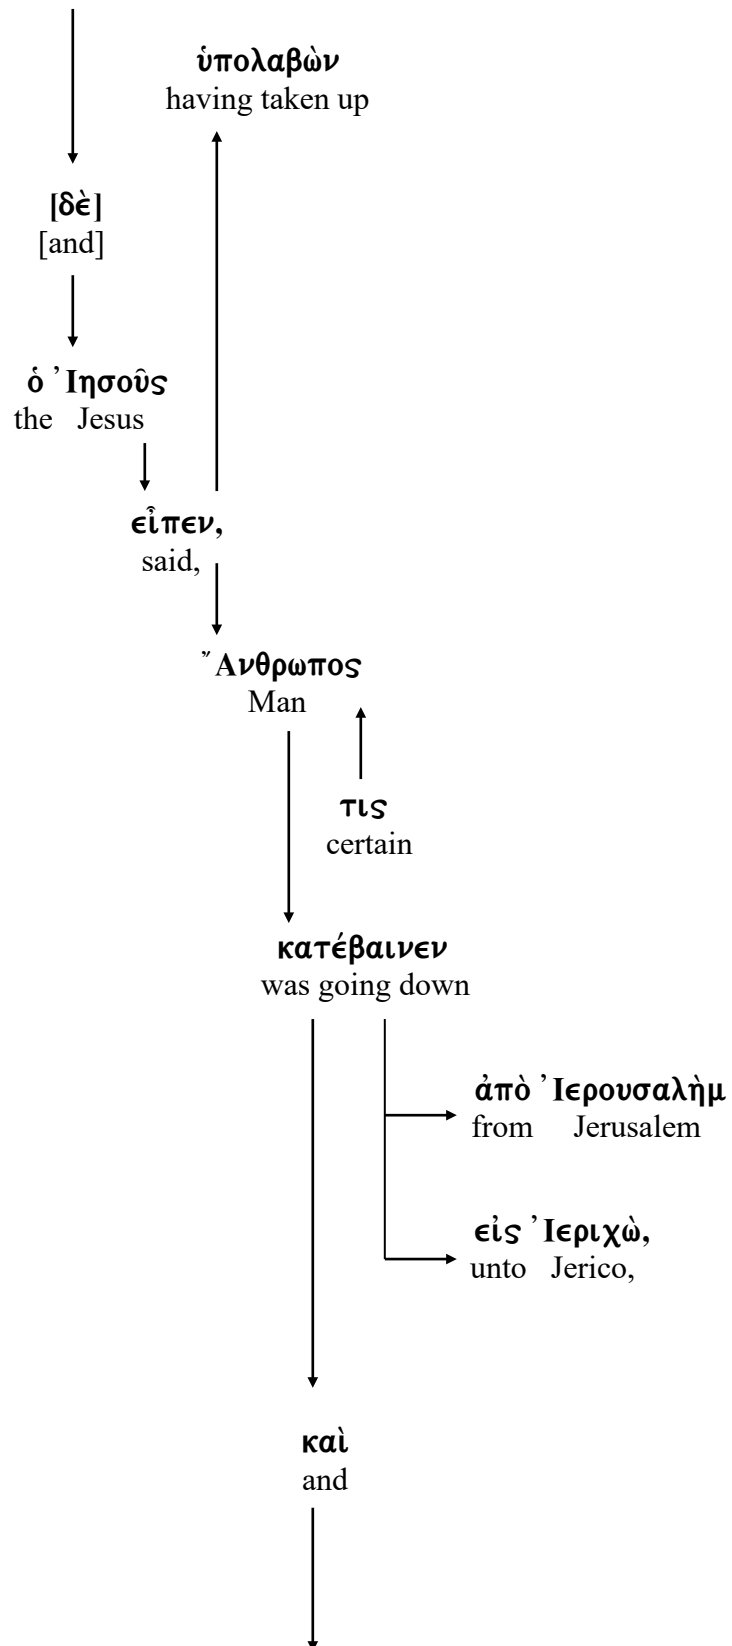 ὑπολαβὼν
having taken up
[δὲ]
[and]
ὁ Ἰησοῦς
the Jesus
εἶπεν,
said,
Ἄνθρωπος
Man
τις
certain
κατέβαινεν
was going down
ἀπὸ Ἰερουσαλὴμ
from Jerusalem
εἰς Ἰεριχὼ,
unto Jerico,
καὶ
and